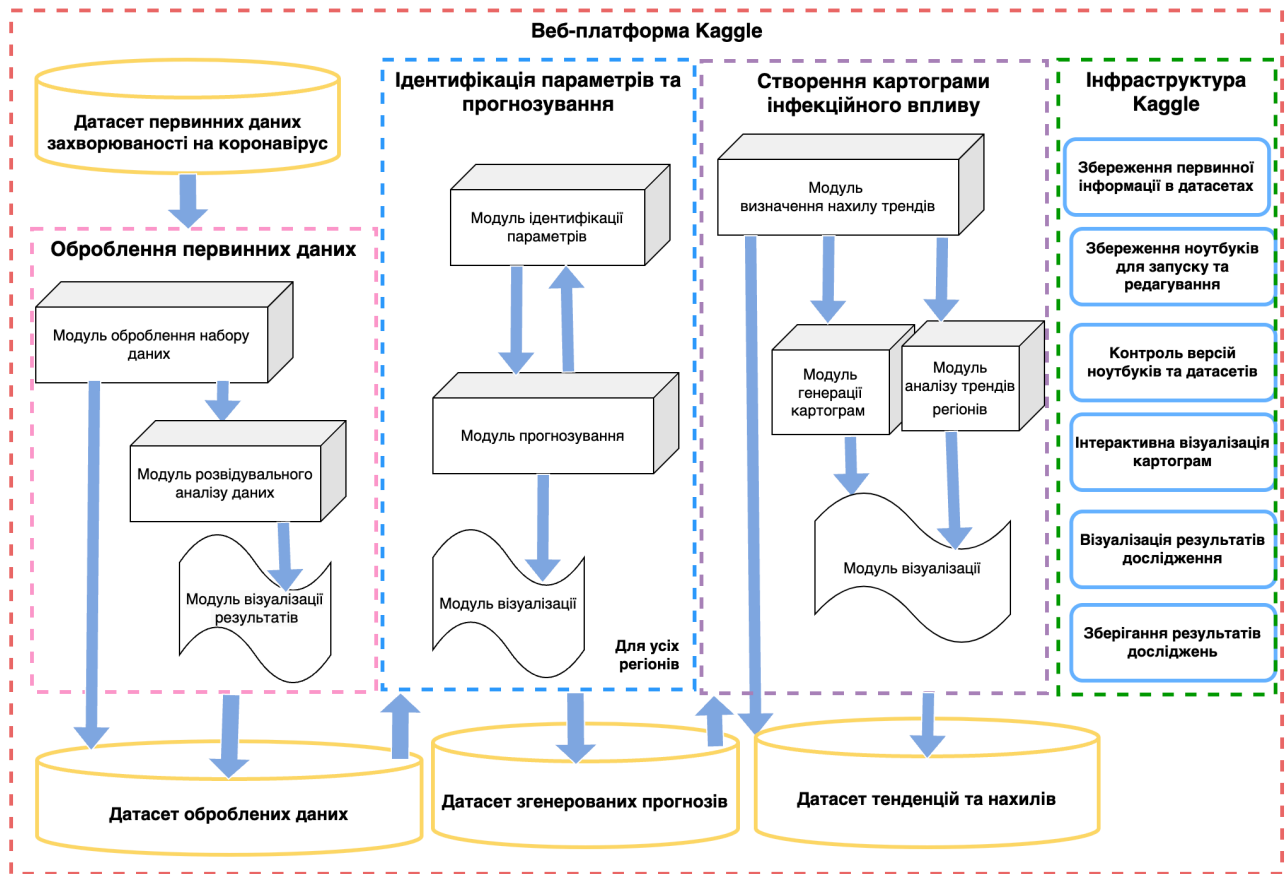 Веб-платформа Kaggle
Датасет первинних даних
захворюваності на коронавірус
Оброблення первинних даних
Модуль оброблення набору
даних
Модуль розвідувального
аналізу даних
Модуль візуалізації
результатів
Датасет оброблених даних
Ідентифікація параметрів та
прогнозування
Модуль ідентифікації
параметрів
Модуль прогнозування
Модуль візуалізації
Для усіх
регіонів
Датасет згенерованих прогнозів
Створення картограми
інфекційного впливу
Модуль
визначення нахилу трендів
Модуль
генерації
картограм
Модуль
аналізу трендів
регіонів
Модуль візуалізації
Датасет тенденцій та нахилів
Інфраструктура
Kaggle
Збереження первинної
інформації в датасетах
Збереження ноутбуків
для запуску та
редагування
Контроль версій
ноутбуків та датасетів
Інтерактивна візуалізація
картограм
Візуалізація результатів
дослідження
Зберігання результатів
досліджень